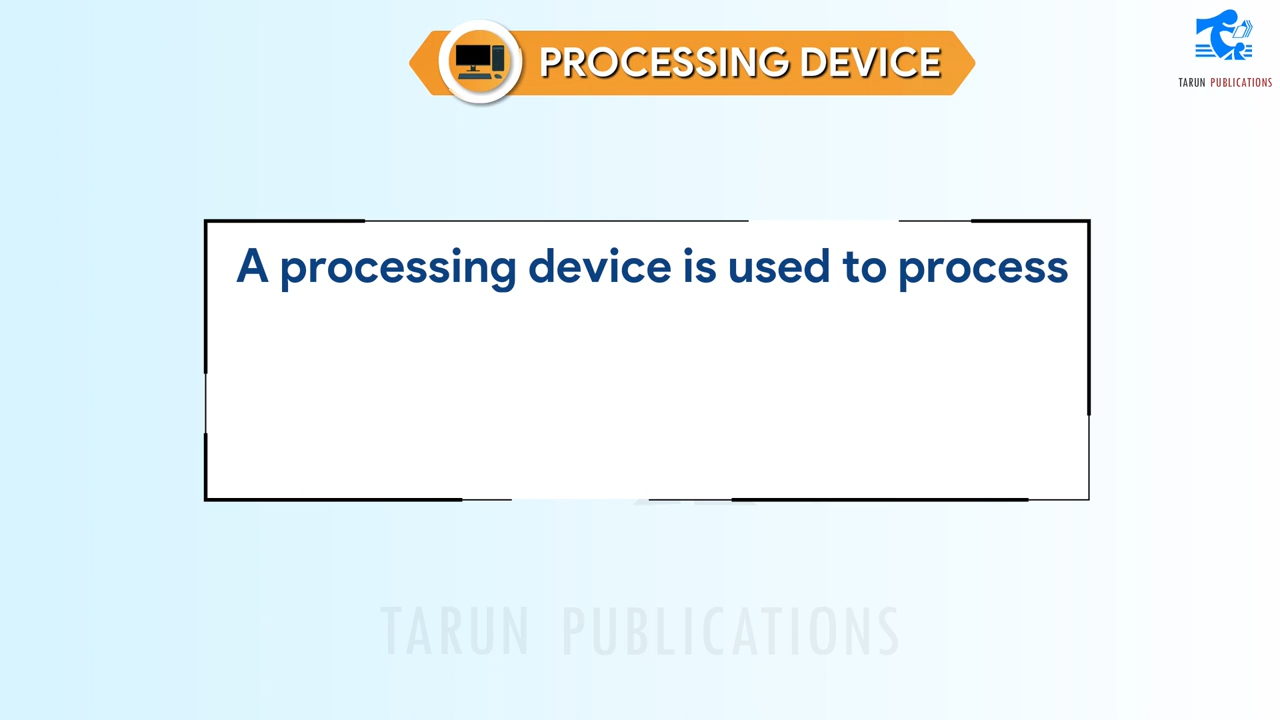 PROCESSING DEVICE
TARUN PUBLICATIONS
A processing device is used to process
TARUN PUBLICATIONS